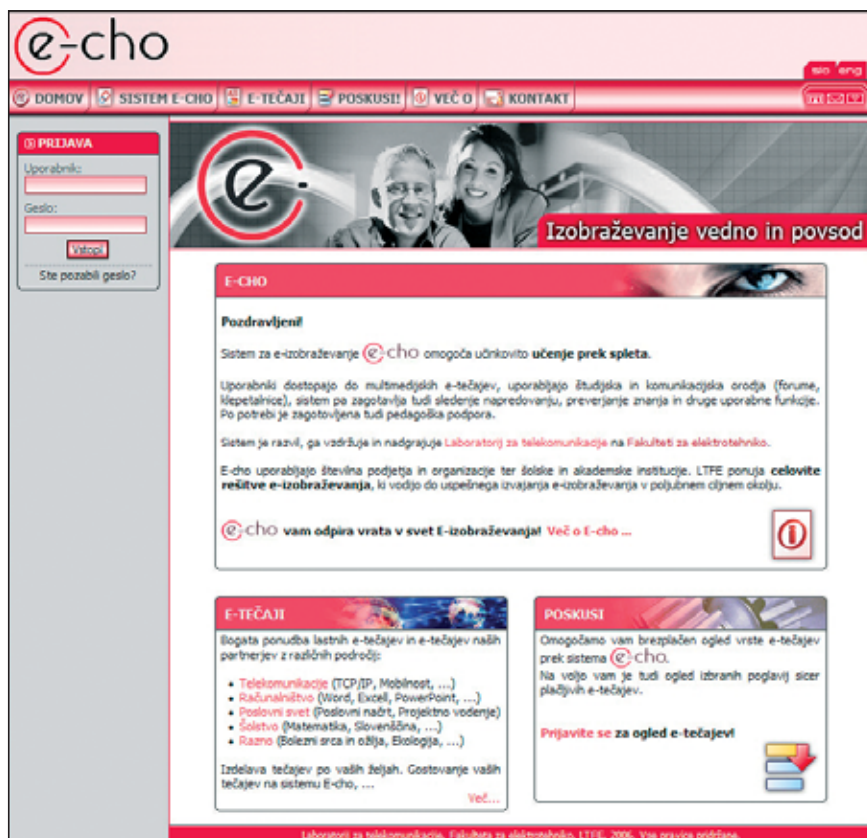 e-cho
slo eng
DOMOV SISTEM E-CHO E-TEČAJI POSKUSI! VEČ O KONTAKT
PRIJAVA
Uporabnik:
Geslo:
Vstopi
Ste pozabili geslo?
e
Izobraževanje vedno in povsod
E-CHO
Pozdravljeni!
Sistem za e-izobraževanje e-cho omogoča učinkovito učenje prek spleta.
Uporabniki dostopajo do multimedijskih e-tečajev, uporabljajo študijska in komunikacijska orodja (forume,
klepetalnice), sistem pa zagotavlja tudi sledenje napredovanju, preverjanje znanja in druge uporabne funkcije.
Po potrebi je zagotovljena tudi pedagoška podpora.
Sistem je razvil, ga vzdržuje in nadgrajuje Laboratorij za telekomunikacije na Fakulteti za elektrotehniko.
E-cho uporabljajo številna podjetja in organizacije ter šolske in akademske institucije. LTFE ponuja celovite
rešitve e-izobraževanja, ki vodijo do uspešnega izvajanja e-izobraževanja v poljubnem ciljnem okolju.
e-cho vam odpira vrata v svet E-izobraževanja! Več o E-cho ...
E-TEČAJI
Bogata ponudba lastnih e-tečajev in e-tečajev naših
partnerjev z različnih področij:
• Telekomunikacije (TCP/IP, Mobilnost, ...)
• Računalništvo (Word, Excell, PowerPoint, ...)
• Poslovni svet (Poslovni načrt, Projektno vodenje)
• Šolstvo (Matematika, Slovenščina, ...)
• Razno (Bolezni srca in ožilja, Ekologija, ...)
Izdelava tečajev po vaših željah. Gostovanje vaših
tečajev na sistemu E-cho, ...
Več...
POSKUSI
Omogočamo vam brezplačen ogled vrste e-tečajev
prek sistema e-cho.
Na voljo vam je tudi ogled izbranih poglavij sicer
plačljivih e-tečajev.
Prijavite se za ogled e-tečajev!
Laboratorij za telekomunikacije, Fakulteta za elektrotehniko, LTFE, 2006. Vse pravice pridržane.